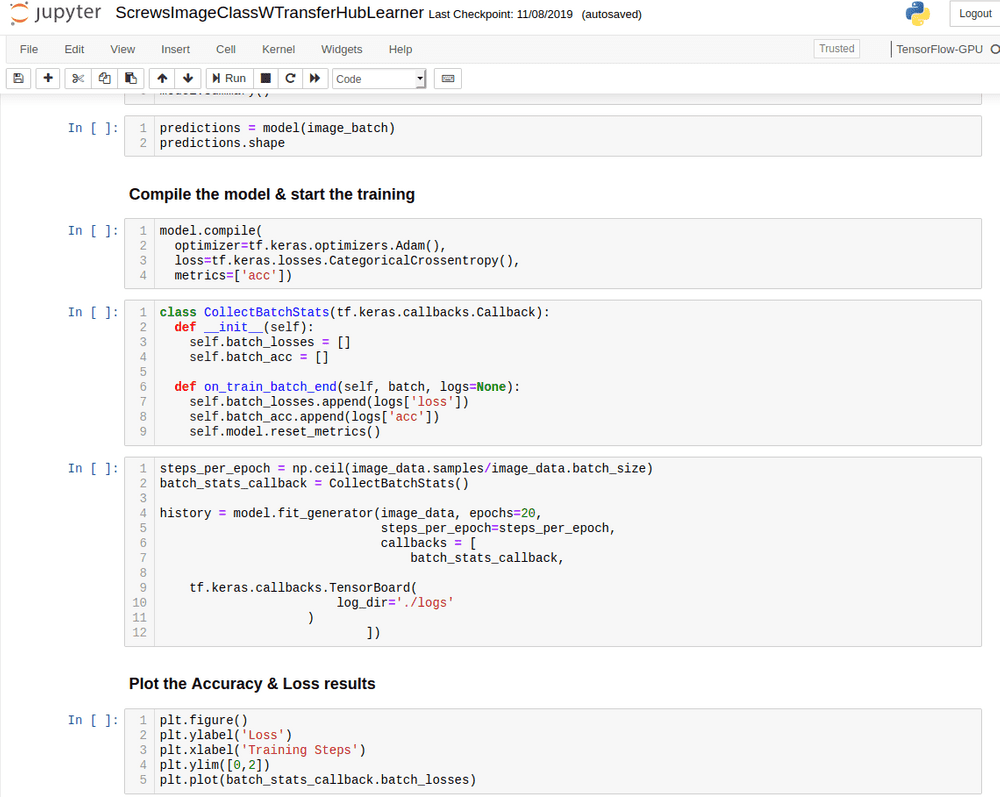 jupyter ScrewsImageClassWTransferHubLearner Last Checkpoint: 11/08/2019 (autosaved) Logout
File Edit View Insert Cell Kernel Widgets Help Trusted TensorFlow-GPU
Run Code
In [ ]: 1 predictions = model(image_batch)
2 predictions.shape
Compile the model & start the training
In [ ]: 1 model.compile(
2 optimizer=tf.keras.optimizers.Adam(),
3 loss=tf.keras.losses.CategoricalCrossentropy(),
4 metrics=['acc'])
In [ ]: 1 class CollectBatchStats(tf.keras.callbacks.Callback):
2 def __init__(self):
3 self.batch_losses = []
4 self.batch_acc = []
5
6 def on_train_batch_end(self, batch, logs=None):
7 self.batch_losses.append(logs['loss'])
8 self.batch_acc.append(logs['acc'])
9 self.model.reset_metrics()
In [ ]: 1 steps_per_epoch = np.ceil(image_data.samples/image_data.batch_size)
2 batch_stats_callback = CollectBatchStats()
3
4 history = model.fit_generator(image_data, epochs=20,
5 steps_per_epoch=steps_per_epoch,
6 callbacks = [
7 batch_stats_callback,
8
9 tf.keras.callbacks.TensorBoard(
10 log_dir='./logs'
11 )
12 ])
Plot the Accuracy & Loss results
In [ ]: 1 plt.figure()
2 plt.ylabel('Loss')
3 plt.xlabel('Training Steps')
4 plt.ylim([0,2])
5 plt.plot(batch_stats_callback.batch_losses)